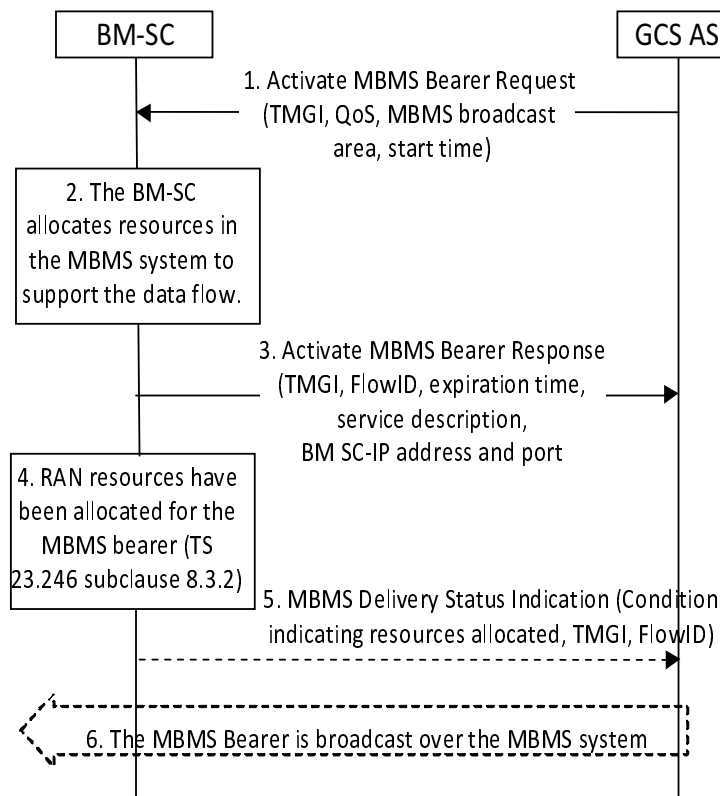 BM-SC
GCS AS
1. Activate MBMS Bearer Request
(TMGI, QoS, MBMS broadcast
area, start time)
2. The BM-SC
allocates resources in
the MBMS system to
support the data flow.
3. Activate MBMS Bearer Response
(TMGI, FlowID, expiration time,
service description,
BM SC-IP address and port
4. RAN resources have
been allocated for the
MBMS bearer (TS
23.246 subclause 8.3.2)
5. MBMS Delivery Status Indication (Condition
indicating resources allocated, TMGI, FlowID)
6. The MBMS Bearer is broadcast over the MBMS system